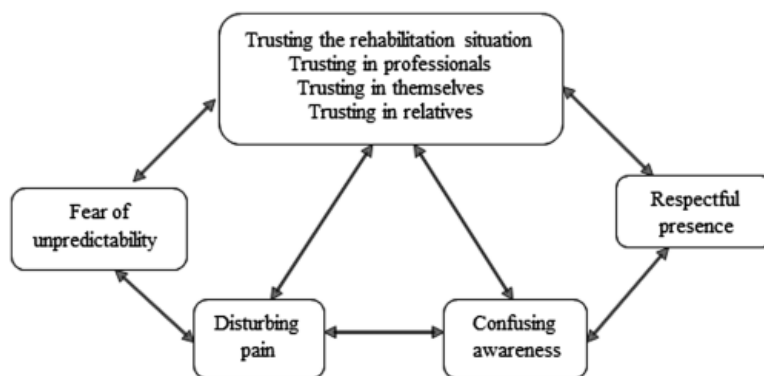 Trusting the rehabilitation situation
Trusting in professionals
Trusting in themselves
Trusting in relatives
Fear of
unpredictability
Respectful
presence
Disturbing
pain
Confusing
awareness